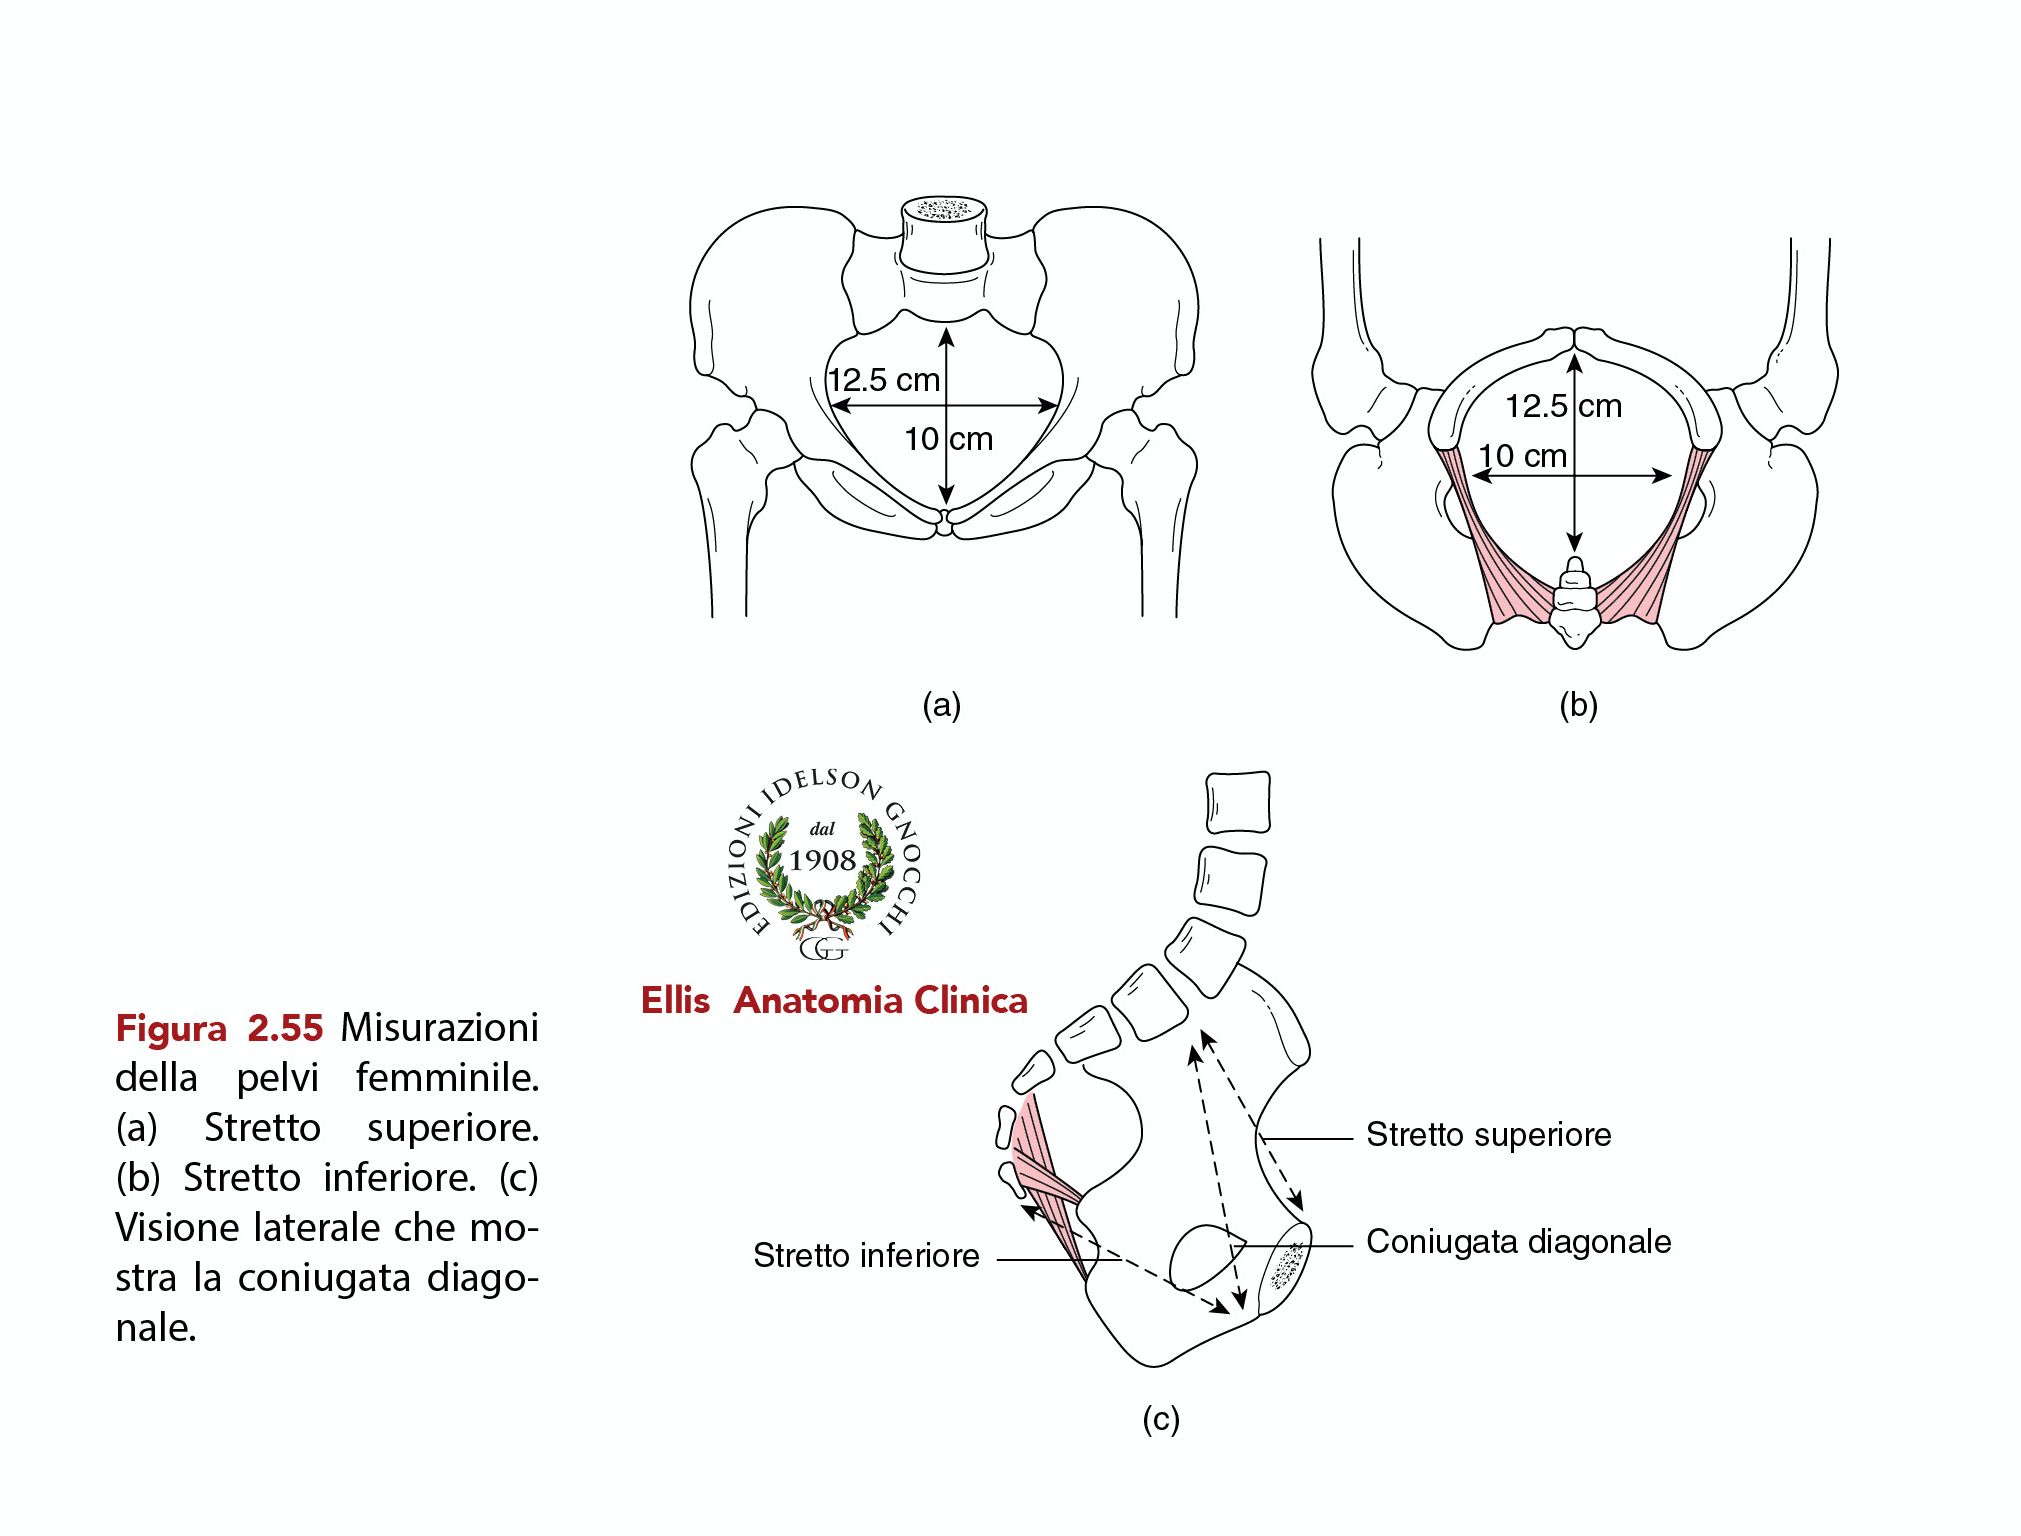 12.5 cm
10 cm
12.5 cm
10 cm
(a)
(b)
EDIZIONI IDELSON GNOCCHI
dal
1908
GG
Ellis Anatomia Clinica
Figura 2.55 Misurazioni
della pelvi femminile.
(a) Stretto superiore.
(b) Stretto inferiore. (c)
Visione laterale che mo-
stra la coniugata diago-
nale.
Stretto superiore
Coniugata diagonale
Stretto inferiore
(c)